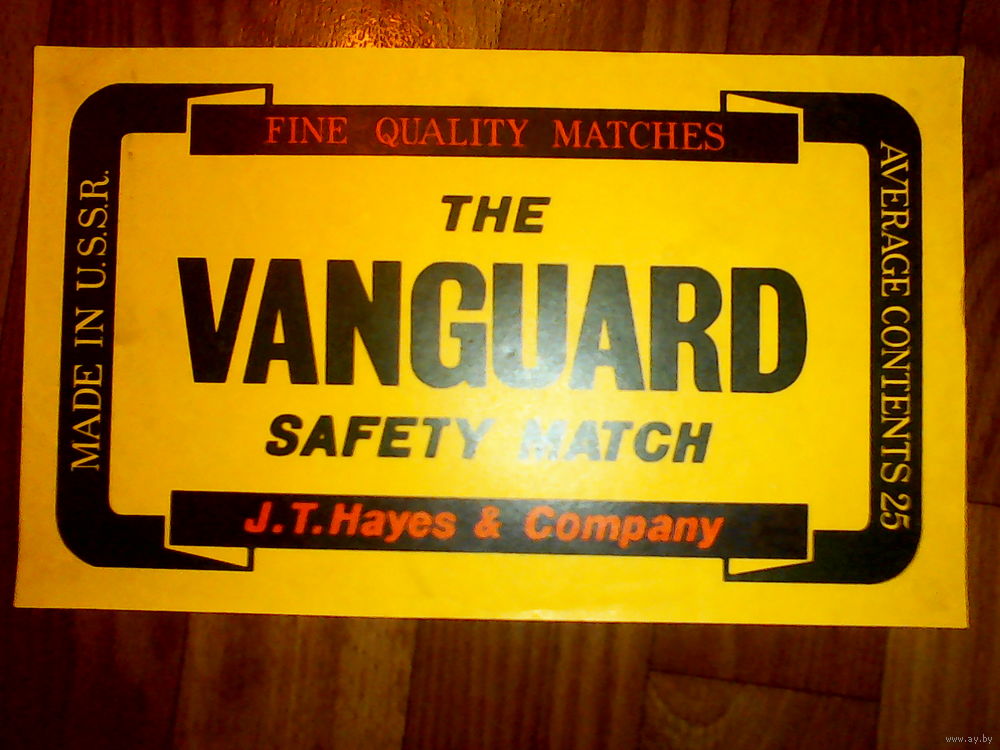 FINE QUALITY MATCHES
MADE IN U.S.S.R.
AVERAGE CONTENTS 25
THE
VANGUARD
SAFETY MATCH
J.T. Hayes & Company
www.ay.by